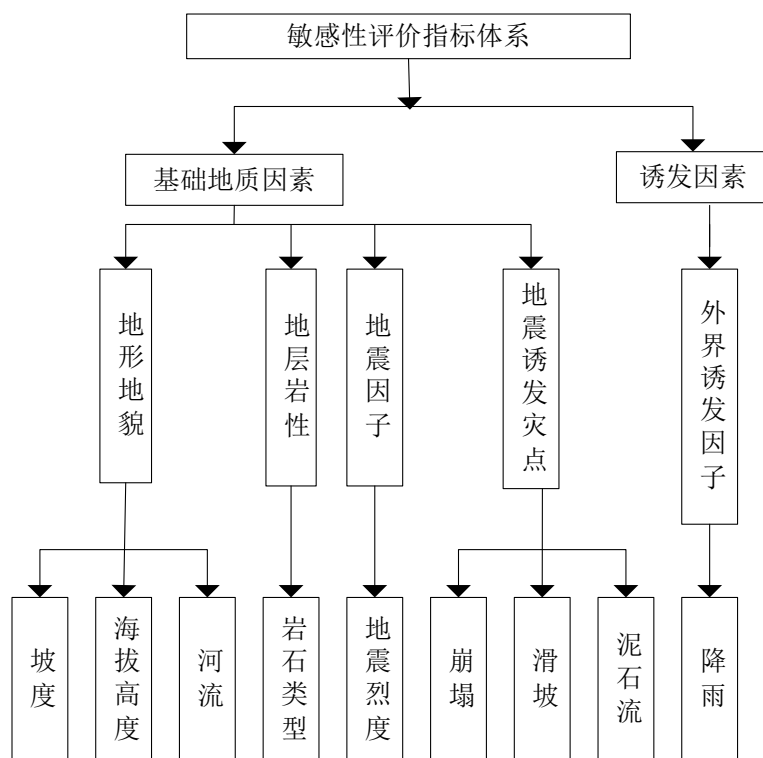 敏感性评价指标体系
基础地质因素
诱发因素
地形地貌
地层岩性
地震因子
地震诱发灾点
外界诱发因子
坡度
海拔高度
河流
岩石类型
地震烈度
崩塌
滑坡
泥石流
降雨